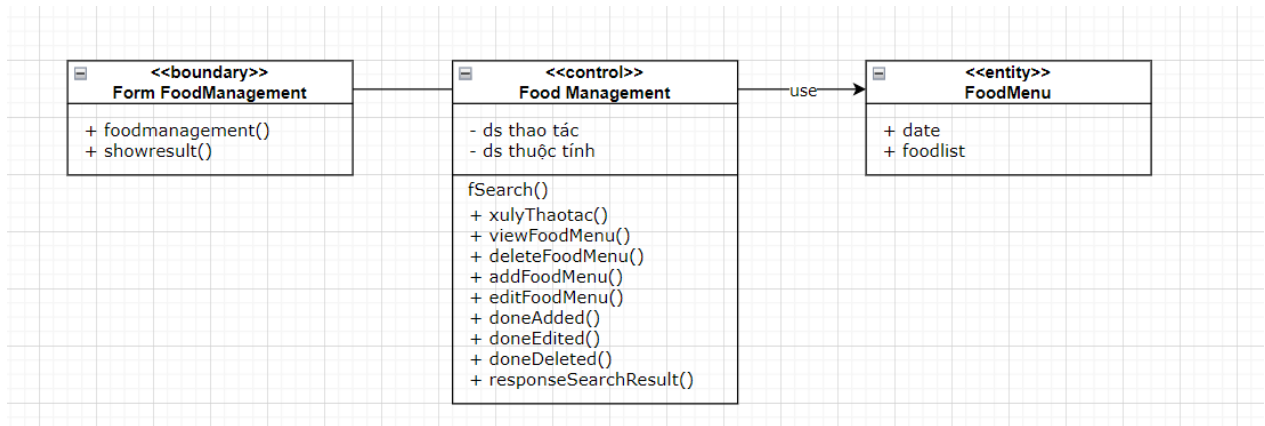 <<boundary>>
Form FoodManagement
+ foodmanagement()
+ showresult()
<<control>>
Food Management
- ds thao tác
- ds thuộc tính
fSearch()
+ xulyThaotac()
+ viewFoodMenu()
+ deleteFoodMenu()
+ addFoodMenu()
+ editFoodMenu()
+ doneAdded()
+ doneEdited()
+ doneDeleted()
+ responseSearchResult()
use
<<entity>>
FoodMenu
+ date
+ foodlist